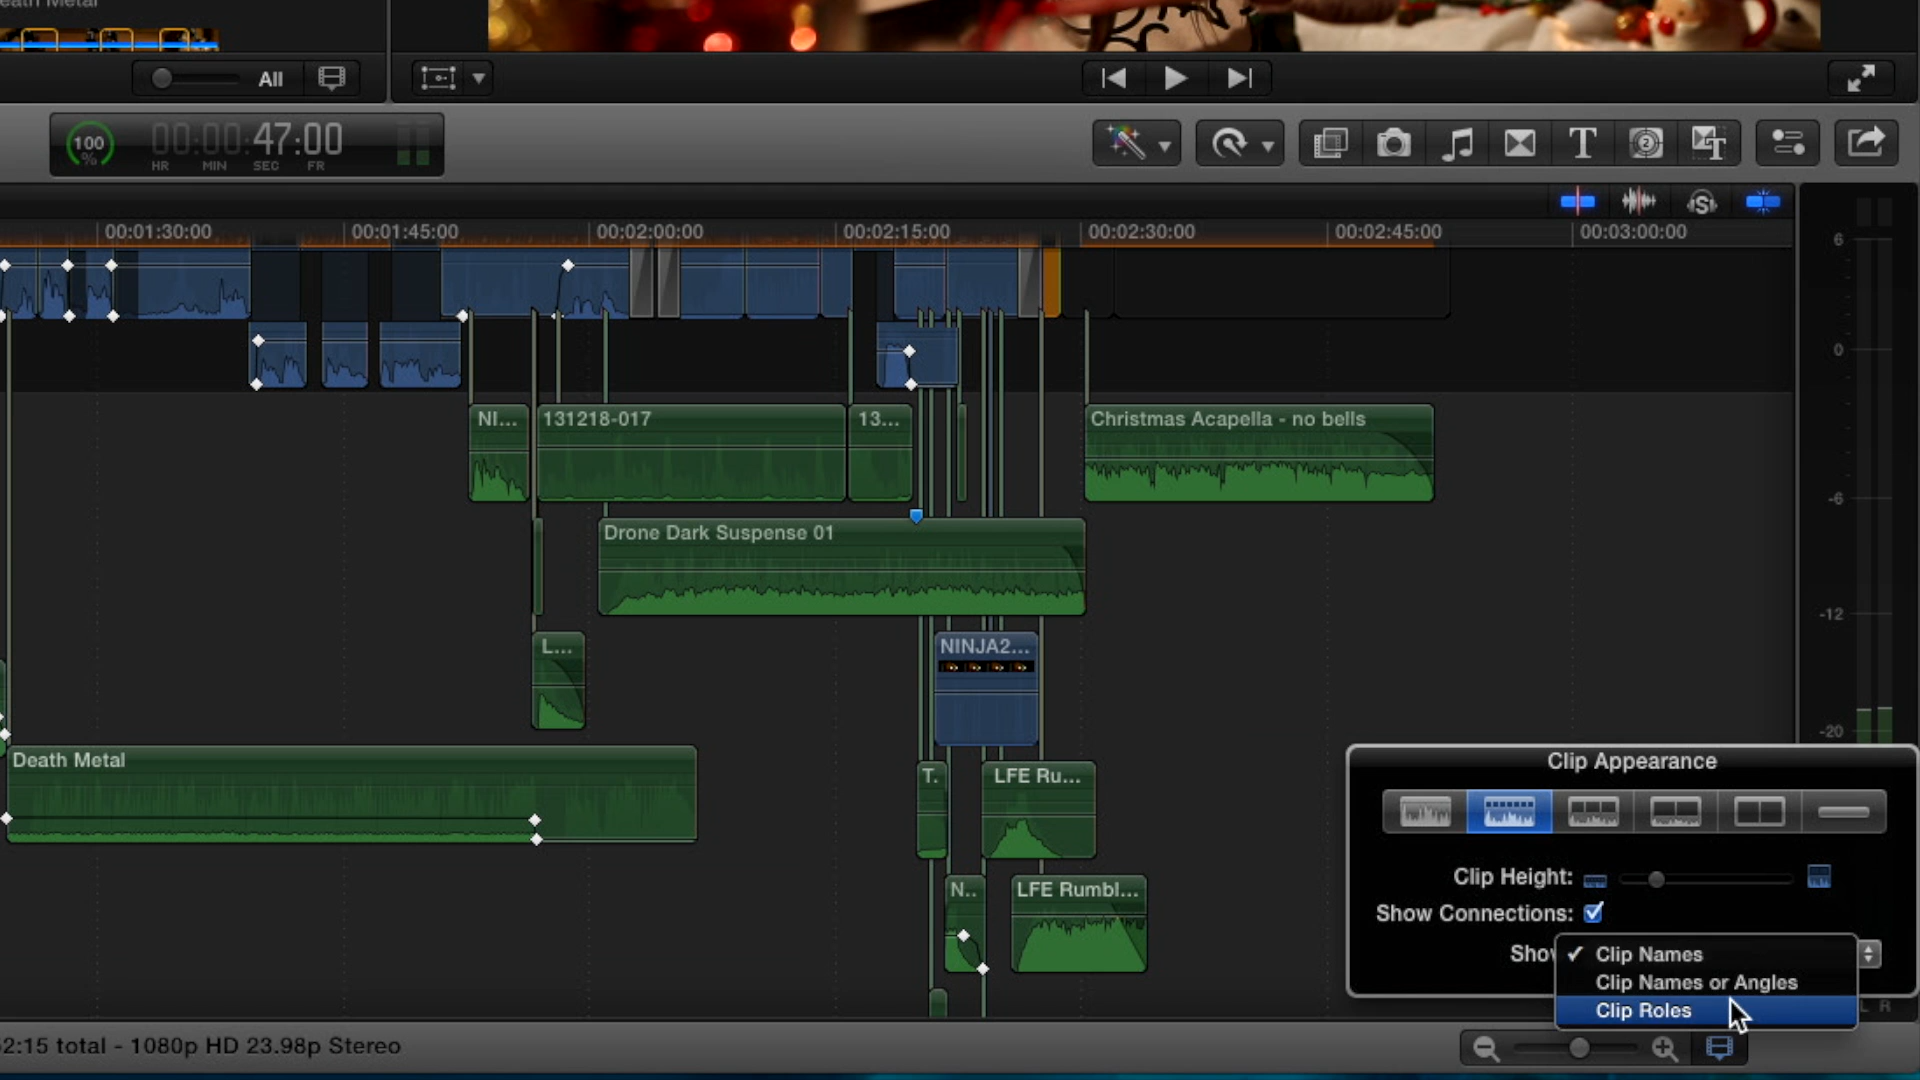 Death Metal
All
100
%
00:00:47:00
HR MIN SEC FR
T
2
S
00:01:30:00 00:01:45:00 00:02:00:00 00:02:15:00 00:02:30:00 00:02:45:00 00:03:00:00
6
0
-6
-12
-20
NI... 131218-017 13... Christmas Acapella - no bells
Drone Dark Suspense 01
L... NINJA2...
Death Metal
T. LFE Ru...
N.. LFE Rumbl...
Clip Appearance
Clip Height:
Show Connections:
Show
✓ Clip Names
Clip Names or Angles
Clip Roles
L R
2:15 total - 1080p HD 23.98p Stereo